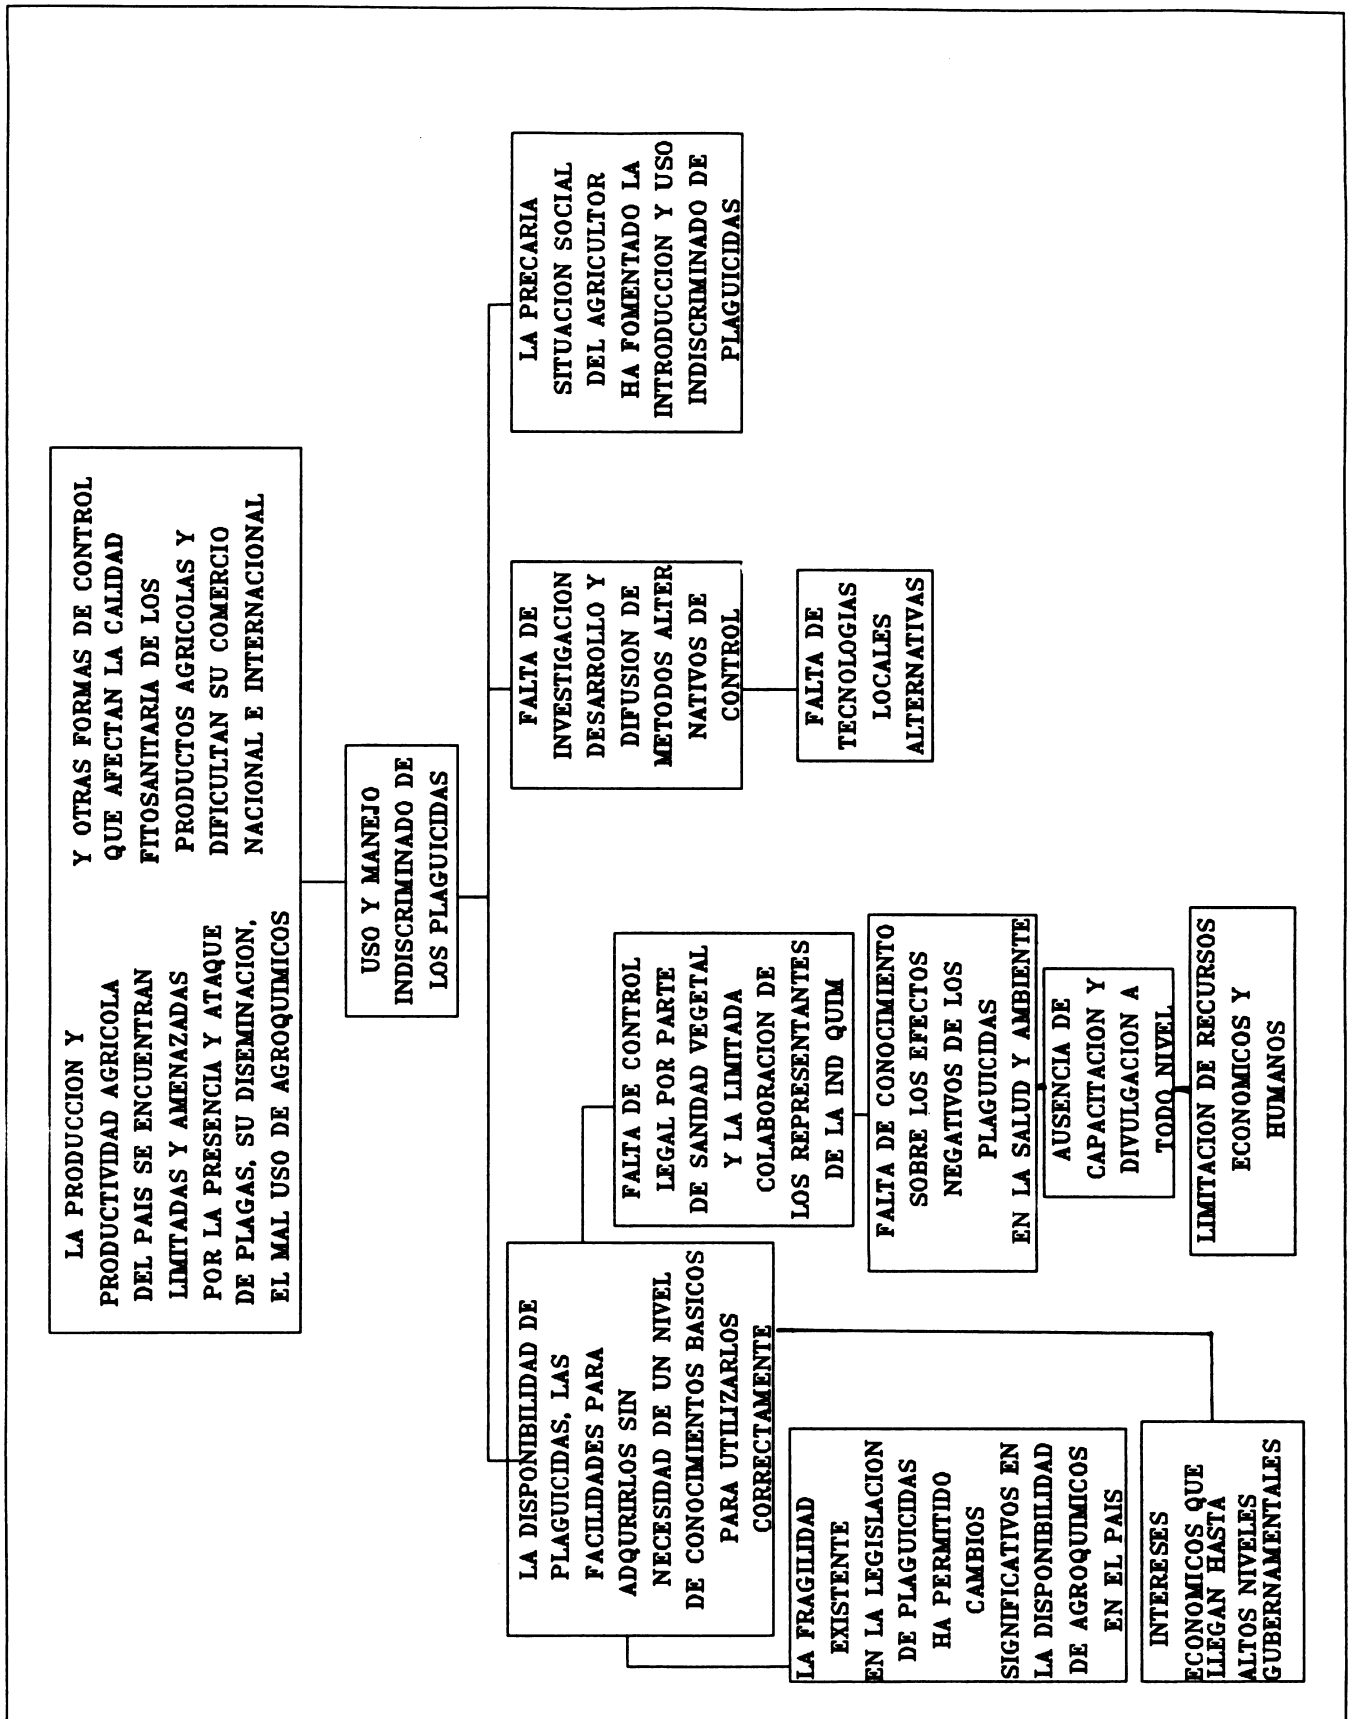 LA PRODUCCION Y
PRODUCTIVIDAD AGRICOLA
DEL PAIS SE ENCUENTRAN
LIMITADAS Y AMENAZADAS
POR LA PRESENCIA Y ATAQUE
DE PLAGAS, SU DISEMINACION,
EL MAL USO DE AGROQUIMICOS
Y OTRAS FORMAS DE CONTROL
QUE AFECTAN LA CALIDAD
FITOSANITARIA DE LOS
PRODUCTOS AGRICOLAS Y
DIFICULTAN SU COMERCIO
NACIONAL E INTERNACIONAL
USO Y MANEJO
INDISCRIMINADO DE
LOS PLAGUICIDAS
LA DISPONIBILIDAD DE
PLAGUICIDAS, LAS
FACILIDADES PARA
ADQURIRLOS SIN
NECESIDAD DE UN NIVEL
DE CONOCIMIENTOS BASICOS
PARA UTILIZARLOS
CORRECTAMENTE
LA FRAGILIDAD
EXISTENTE
EN LA LEGISLACION
DE PLAGUICIDAS
HA PERMITIDO
CAMBIOS
SIGNIFICATIVOS EN
LA DISPONIBILIDAD
DE AGROQUIMICOS
EN EL PAIS
INTERESES
ECONOMICOS QUE
LLEGAN HASTA
ALTOS NIVELES
GUBERNAMENTALES
FALTA DE CONTROL
LEGAL POR PARTE
DE SANIDAD VEGETAL
Y LA LIMITADA
COLABORACION DE
LOS REPRESENTANTES
DE LA IND QUIM
FALTA DE CONOCIMIENTO
SOBRE LOS EFECTOS
NEGATIVOS DE LOS
PLAGUICIDAS
EN LA SALUD Y AMBIENTE
AUSENCIA DE
CAPACITACION Y
DIVULGACION A
TODO NIVEL
LIMITACION DE RECURSOS
ECONOMICOS Y
HUMANOS
FALTA DE
INVESTIGACION
DESARROLLO Y
DIFUSION DE
METODOS ALTER
NATIVOS DE
CONTROL
FALTA DE
TECNOLOGIAS
LOCALES
ALTERNATIVAS
LA PRECARIA
SITUACION SOCIAL
DEL AGRICULTOR
HA FOMENTADO LA
INTRODUCCION Y USO
INDISCRIMINADO DE
PLAGUICIDAS